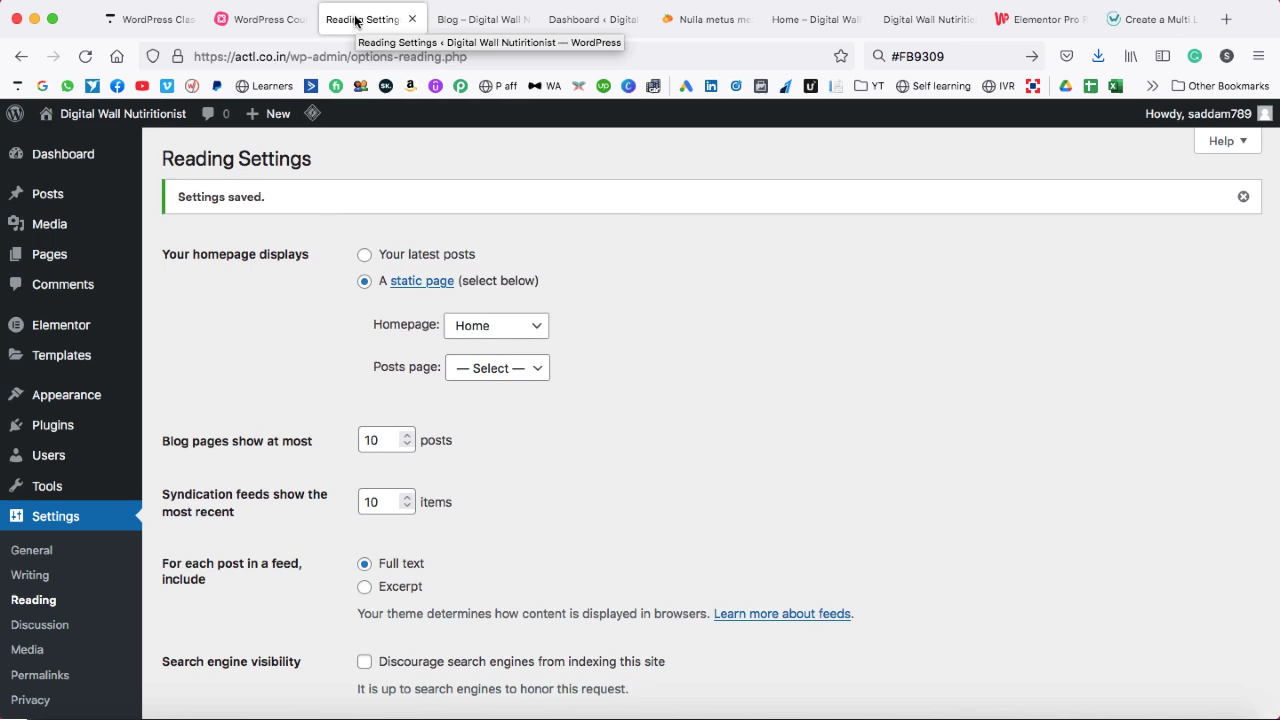 WordPress Clas
WordPress Cou
Reading Setting
Blog – Digital Wall N
Dashboard ‹ Digital
Nulla metus me
Home – Digital Wal
Digital Wall Nutiritio
Elementor Pro F
Create a Multi L
Reading Settings ‹ Digital Wall Nutiritionist — WordPress
https://actl.co.in/wp-admin/options-reading.php
#FB9309
Learners
P aff
WA
YT
Self learning
IVR
Other Bookmarks
Digital Wall Nutiritionist
0
New
Howdy, saddam789
Help
Dashboard
Posts
Media
Pages
Comments
Elementor
Templates
Appearance
Plugins
Users
Tools
Settings
General
Writing
Reading
Discussion
Media
Permalinks
Privacy
Reading Settings
Settings saved.
Your homepage displays
Your latest posts
A static page (select below)
Homepage: Home
Posts page: — Select —
Blog pages show at most
10 posts
Syndication feeds show the
most recent
10 items
For each post in a feed,
include
Full text
Excerpt
Your theme determines how content is displayed in browsers. Learn more about feeds.
Search engine visibility
Discourage search engines from indexing this site
It is up to search engines to honor this request.